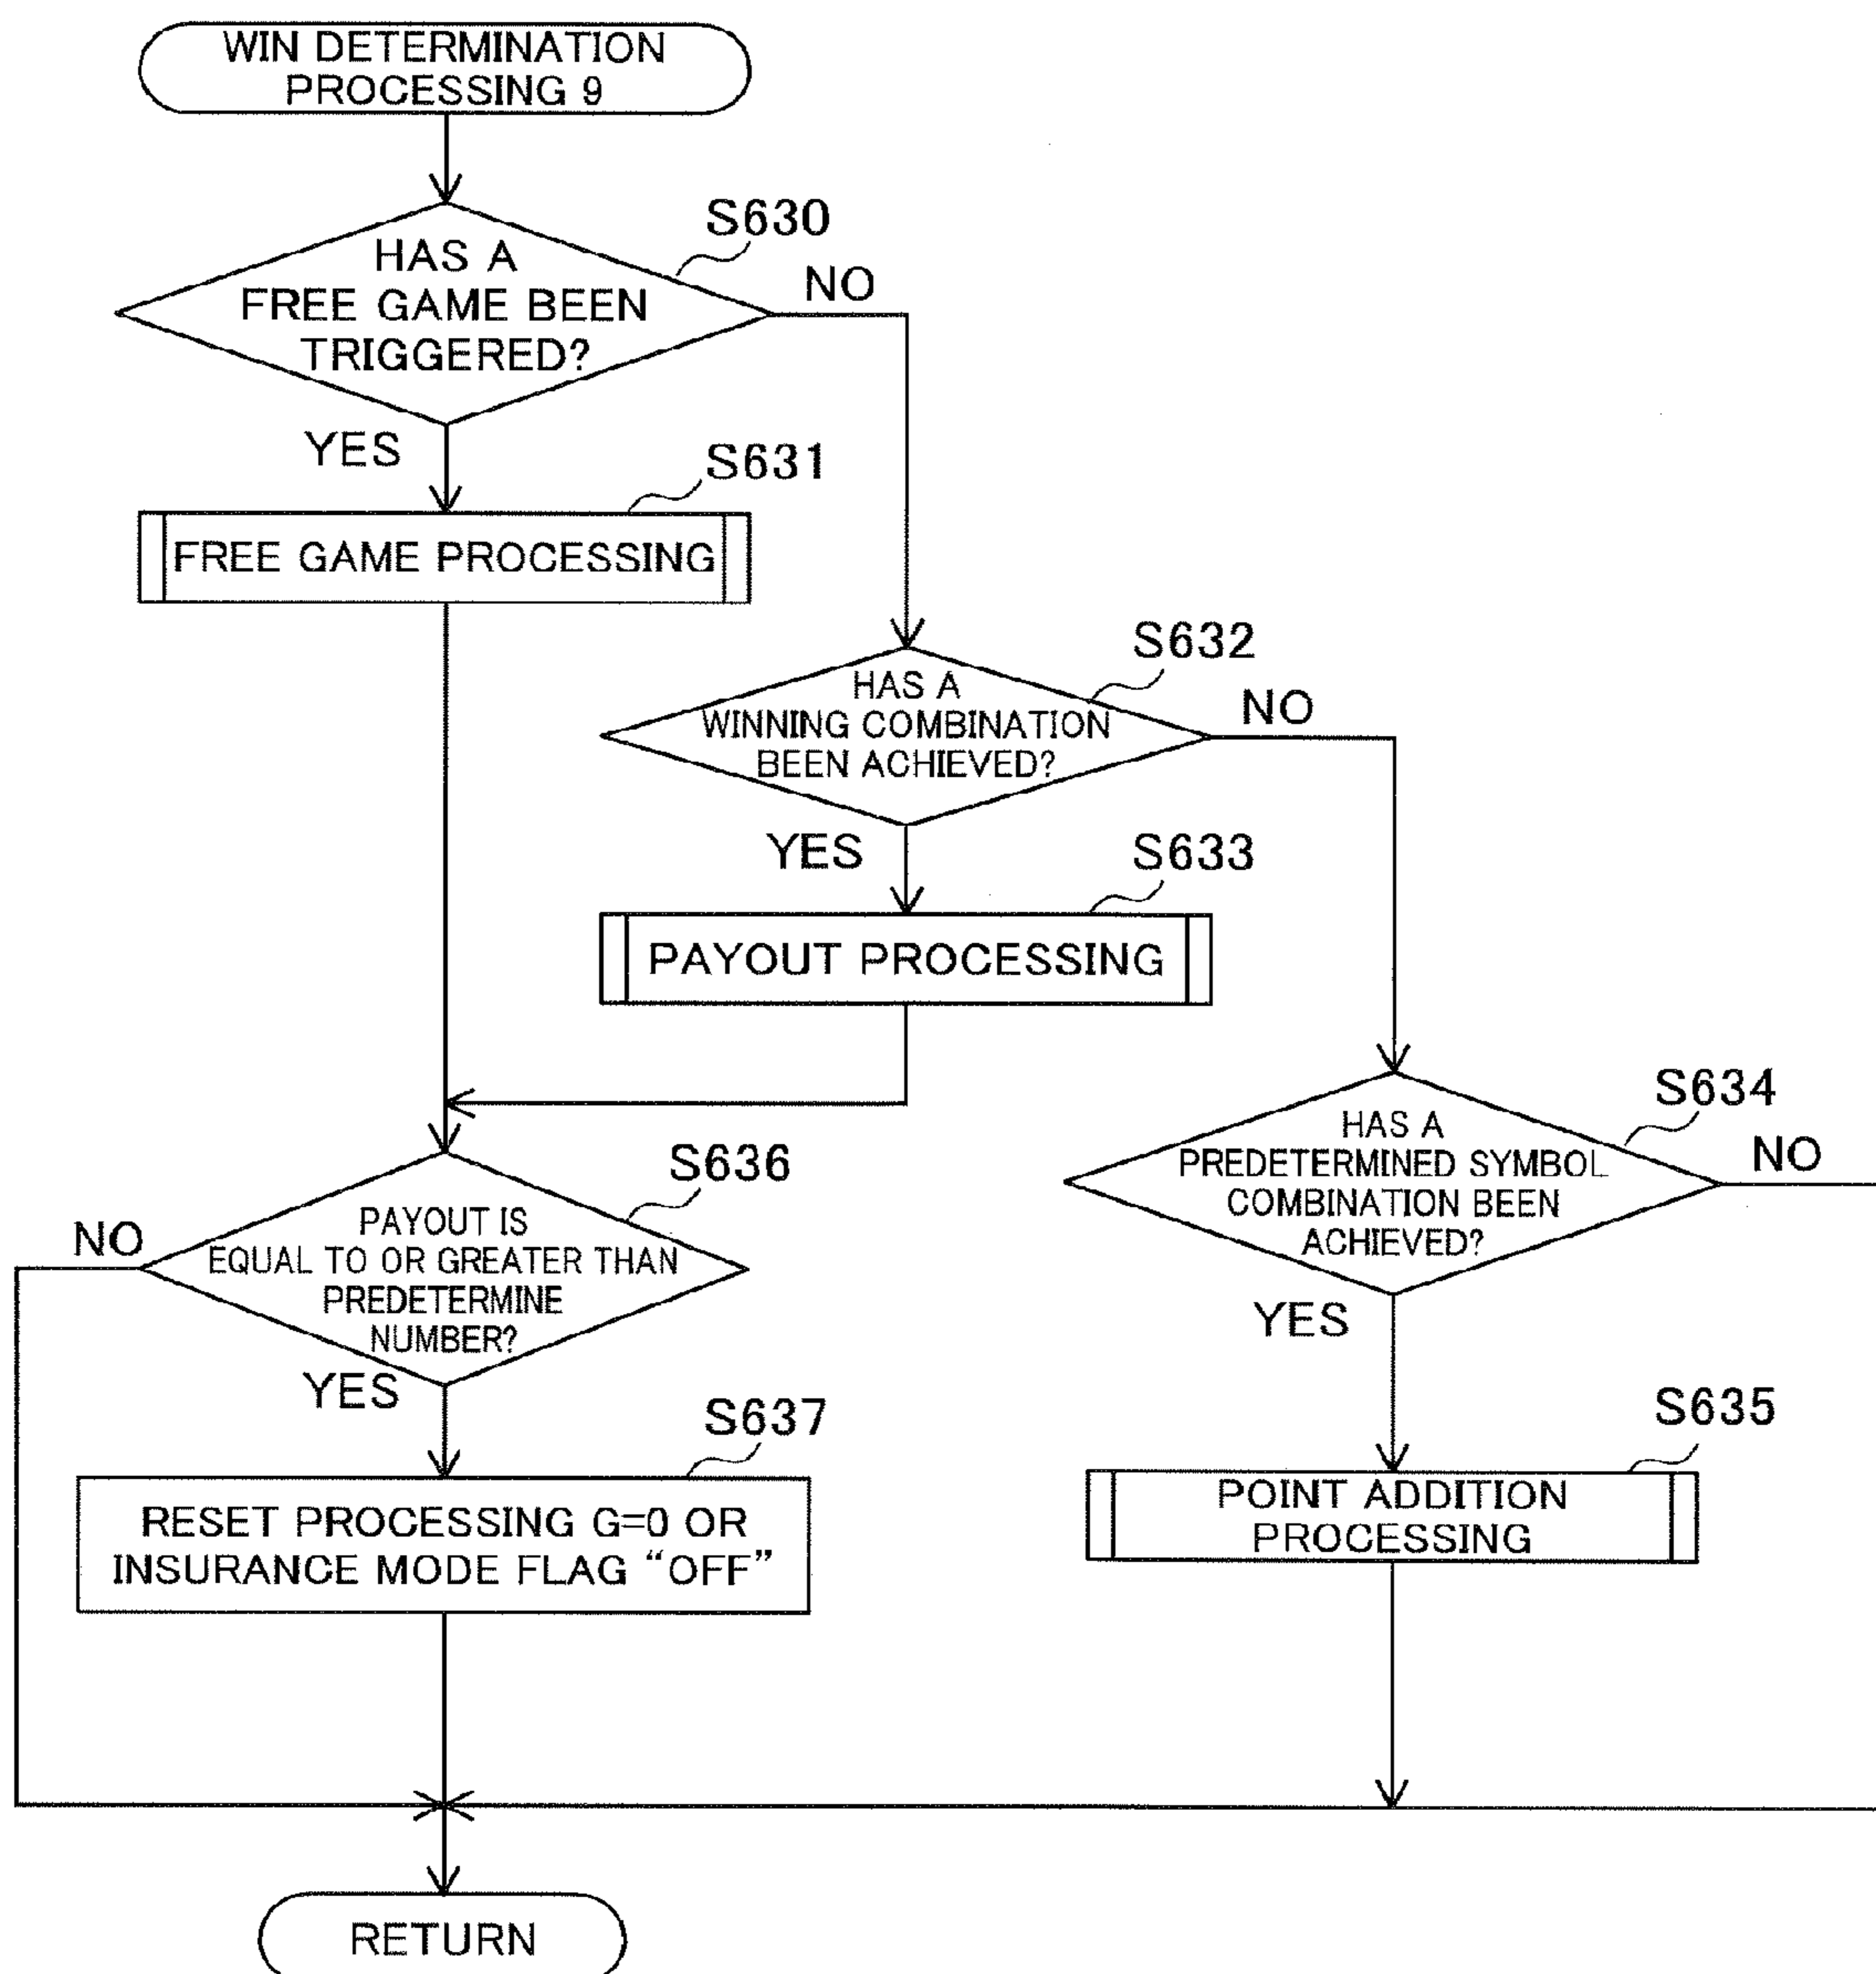 WIN DETERMINATION
PROCESSING 9
S630
HAS A
FREE GAME BEEN
TRIGGERED?
NO
YES
S631
FREE GAME PROCESSING
S632
HAS A
WINNING COMBINATION
BEEN ACHIEVED?
NO
YES
S633
PAYOUT PROCESSING
S634
HAS A
PREDETERMINED SYMBOL
COMBINATION BEEN
ACHIEVED?
NO
YES
S635
POINT ADDITION
PROCESSING
S636
PAYOUT IS
EQUAL TO OR GREATER THAN
PREDETERMINE
NUMBER?
NO
YES
S637
RESET PROCESSING G=0 OR
INSURANCE MODE FLAG “OFF”
RETURN